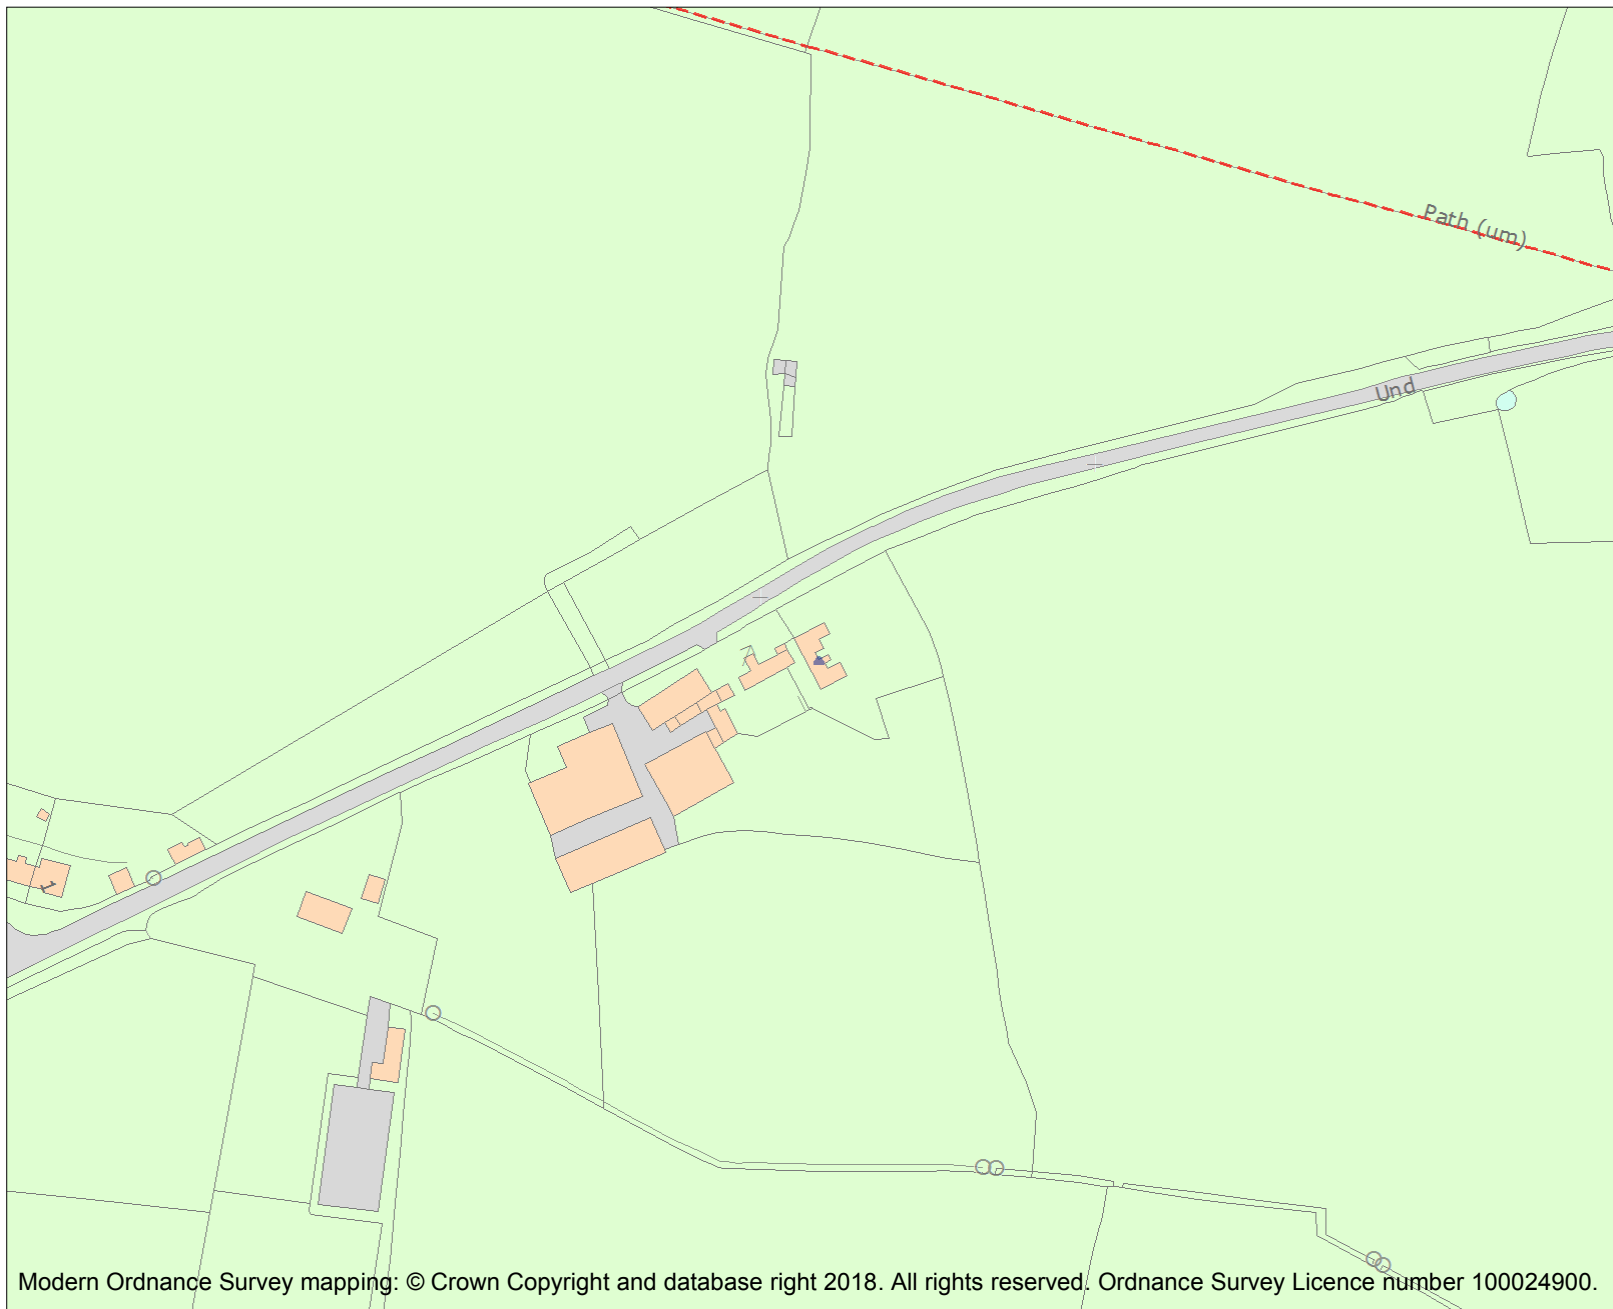 Path (um)
Und
1
Modern Ordnance Survey mapping: © Crown Copyright and database right 2018. All rights reserved. Ordnance Survey Licence number 100024900.